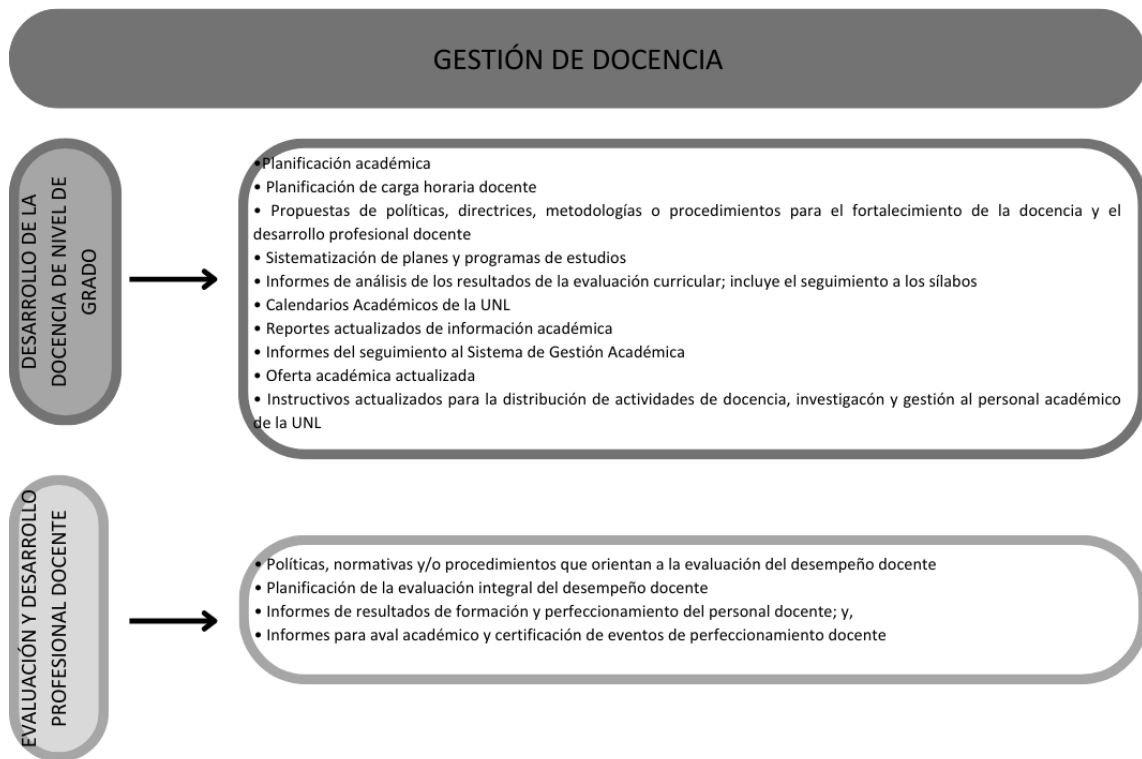 GESTIÓN DE DOCENCIA
DESARROLLO DE LA
DOCENCIA DE NIVEL DE
GRADO
•Planificación académica
• Planificación de carga horaria docente
• Propuestas de políticas, directrices, metodologías o procedimientos para el fortalecimiento de la docencia y el
desarrollo profesional docente
• Sistematización de planes y programas de estudios
• Informes de análisis de los resultados de la evaluación curricular; incluye el seguimiento a los sílabos
• Calendarios Académicos de la UNL
• Reportes actualizados de información académica
• Informes del seguimiento al Sistema de Gestión Académica
• Oferta académica actualizada
• Instructivos actualizados para la distribución de actividades de docencia, investigacón y gestión al personal académico
de la UNL
EVALUACIÓN Y DESARROLLO
PROFESIONAL DOCENTE
• Políticas, normativas y/o procedimientos que orientan a la evaluación del desempeño docente
• Planificación de la evaluación integral del desempeño docente
• Informes de resultados de formación y perfeccionamiento del personal docente; y,
• Informes para aval académico y certificación de eventos de perfeccionamiento docente